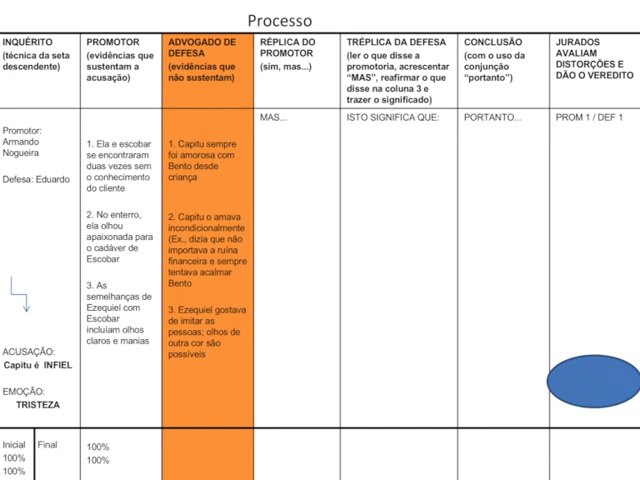 Processo
INQUÉRITO
(técnica da seta
descendente)
PROMOTOR
(evidências que
sustentam a
acusação)
ADVOGADO DE
DEFESA
(evidências que
não sustentam)
RÉPLICA DO
PROMOTOR
(sim, mas...)
TRÉPLICA DA DEFESA
(ler o que disse a
promotoria, acrescentar
“MAS”, reafirmar o que
disse na coluna 3 e
trazer o significado)
CONCLUSÃO
(com o uso da
conjunção
“portanto”)
JURADOS
AVALIAM
DISTORÇÕES E
DÃO O VEREDITO
Promotor:
Armando
Nogueira
Defesa: Eduardo
ACUSAÇÃO:
Capitu é INFIEL
EMOÇÃO:
TRISTEZA
1. Ela e escobar
se encontraram
duas vezes sem
o conhecimento
do cliente
2. No enterro,
ela olhou
apaixonada para
o cadáver de
Escobar
3. As
semelhanças de
Ezequiel com
Escobar
incluíam olhos
claros e manias
1. Capitu sempre
foi amorosa com
Bento desde
criança
2. Capitu o amava
incondicionalmente
(Ex., dizia que não
importava a ruína
financeira e sempre
tentava acalmar
Bento
3. Ezequiel gostava
de imitar as
pessoas; olhos de
outra cor são
possíveis
MAS...
ISTO SIGNIFICA QUE:
PORTANTO...
PROM 1 / DEF 1
Inicial
100%
100%
Final
100%
100%